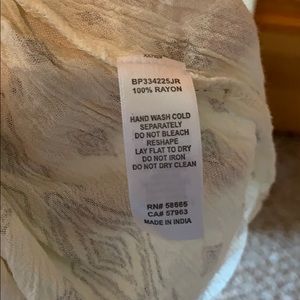 BP334225JR
100% RAYON
HAND WASH COLD
SEPARATELY
DO NOT BLEACH
RESHAPE
LAY FLAT TO DRY
DO NOT IRON
DO NOT DRY CLEAN
RN# 58665
CA# 57963
MADE IN INDIA